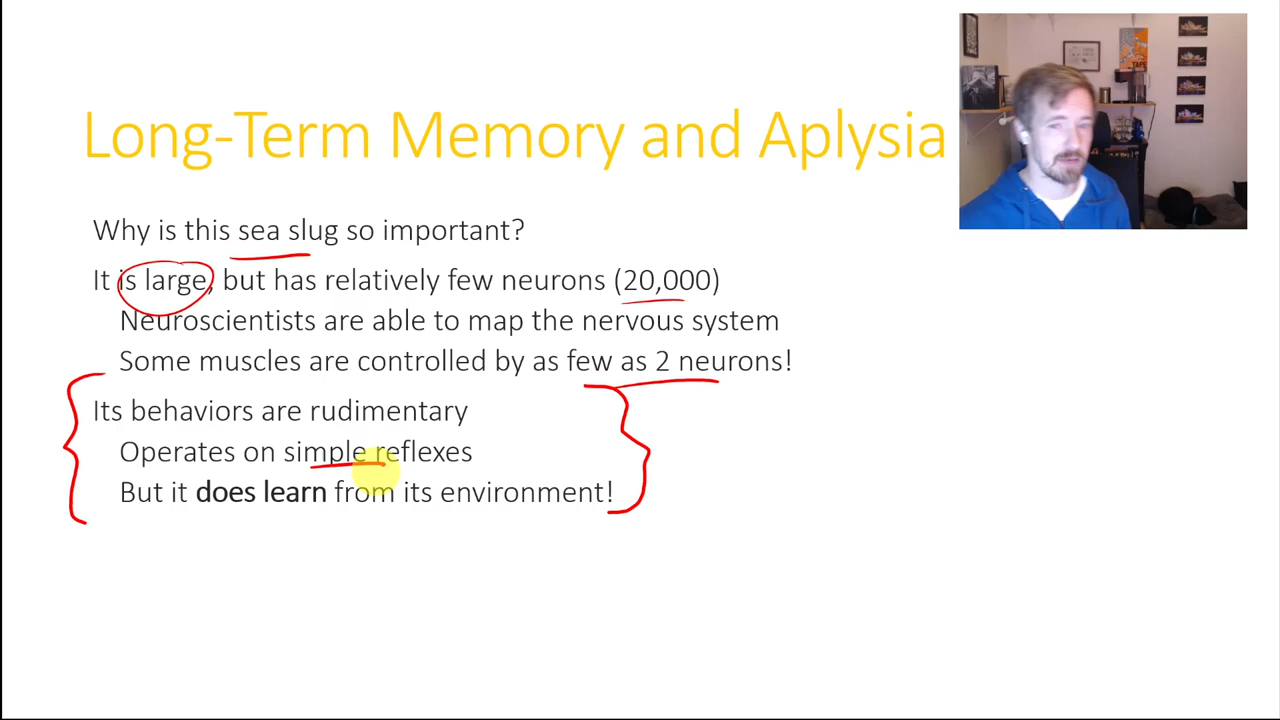 Long-Term Memory and Aplysia
Why is this sea slug so important?
It is large, but has relatively few neurons (20,000)
Neuroscientists are able to map the nervous system
Some muscles are controlled by as few as 2 neurons!
Its behaviors are rudimentary
Operates on simple reflexes
But it does learn from its environment!